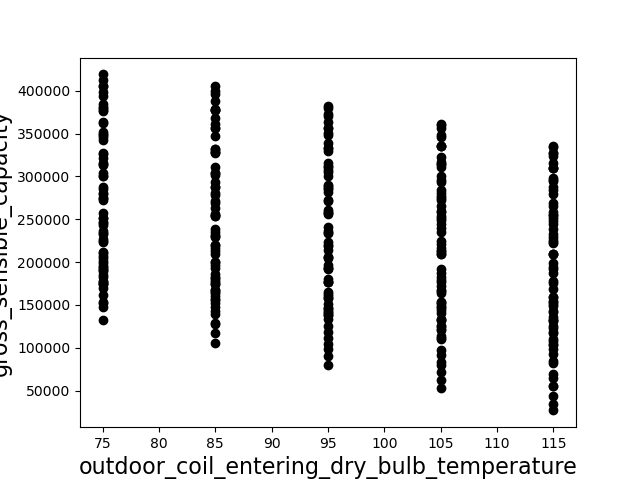 gross_sensible_capacity
400000
350000
300000
250000
200000
150000
100000
50000
75 80 85 90 95 100 105 110 115
outdoor_coil_entering_dry_bulb_temperature